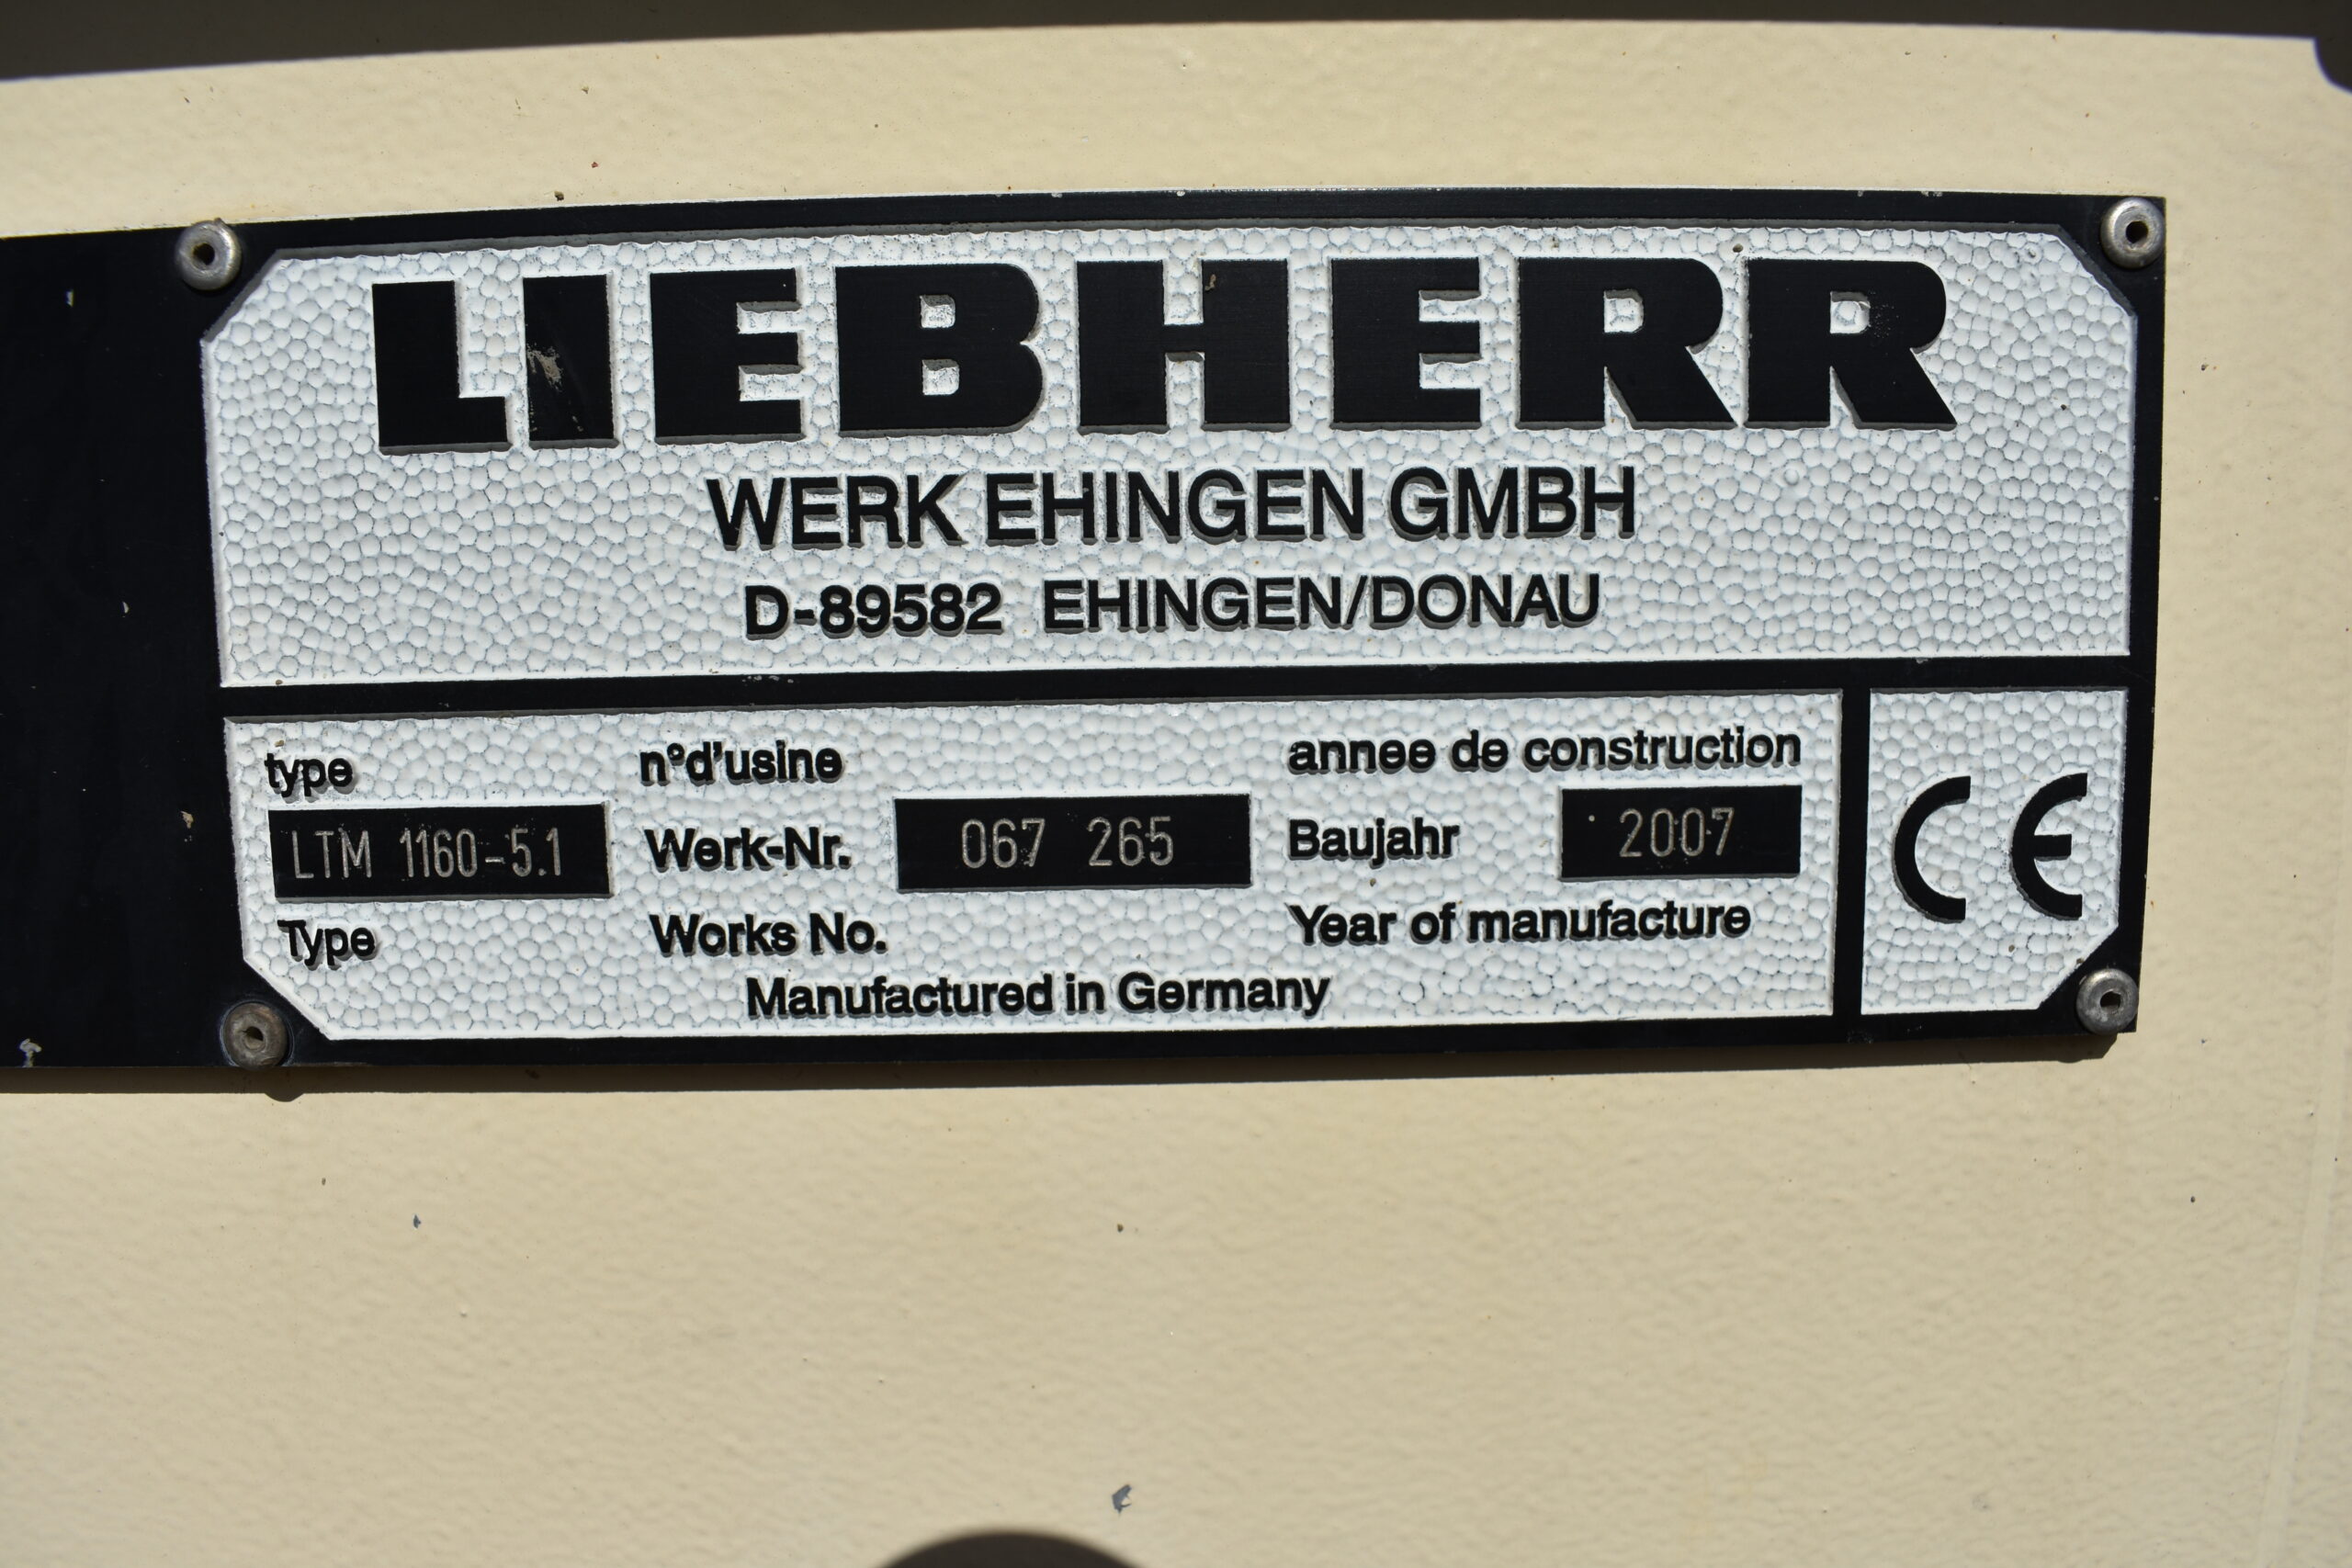 LIEBHERR
WERK EHINGEN GMBH
D-89582 EHINGEN/DONAU
type n°d'usine annee de construction
LTM 1160-5.1 Werk-Nr. 067 265 Baujahr 2007
Type Works No. Year of manufacture
Manufactured in Germany
CE